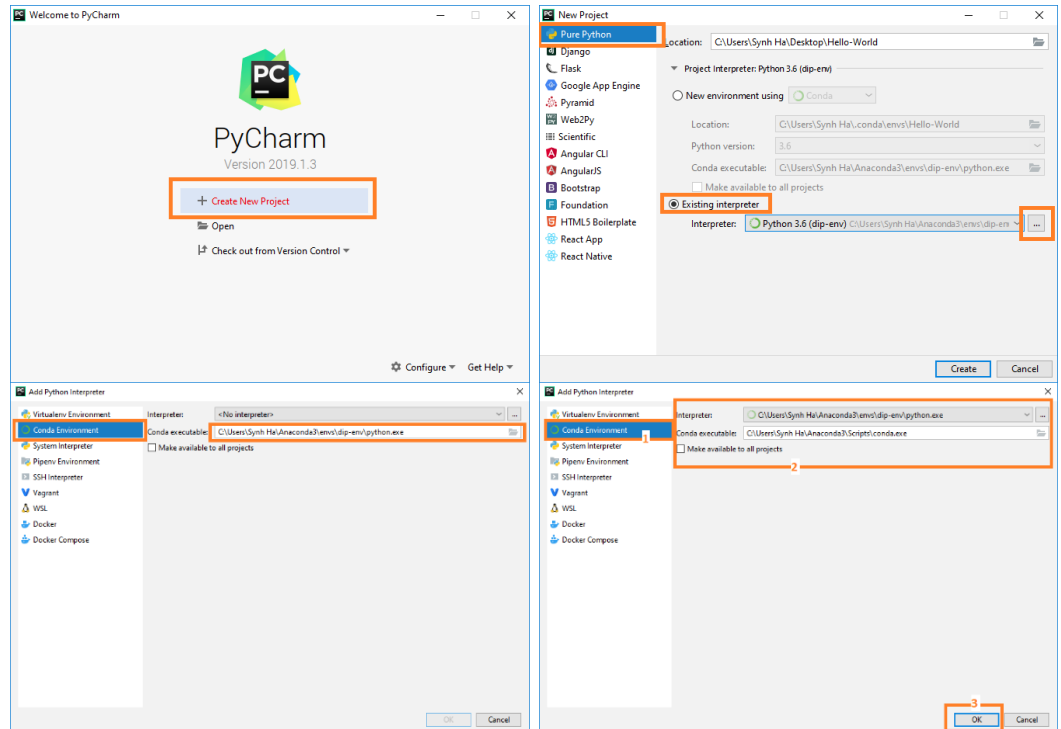 Welcome to PyCharm
PC
PyCharm
Version 2019.1.3
+ Create New Project
Open
Check out from Version Control
Configure
Get Help
New Project
Pure Python
Django
Flask
Google App Engine
Pyramid
Web2Py
Scientific
Angular CLI
AngularJS
Bootstrap
Foundation
HTML5 Boilerplate
React App
React Native
Location: C:\Users\Synh Ha\Desktop\Hello-World
Project Interpreter: Python 3.6 (dip-env)
New environment using Conda
Location: C:\Users\Synh Ha\.conda\envs\Hello-World
Python version: 3.6
Conda executable: C:\Users\Synh Ha\Anaconda3\envs\dip-env\python.exe
Make available to all projects
Existing interpreter
Interpreter: Python 3.6 (dip-env) C:\Users\Synh Ha\Anaconda3\envs\dip-en ...
Create Cancel
Add Python Interpreter
Virtualenv Environment
Conda Environment
System Interpreter
Pipenv Environment
SSH Interpreter
Vagrant
WSL
Docker
Docker Compose
Interpreter: <No interpreter> ...
Conda executable: C:\Users\Synh Ha\Anaconda3\envs\dip-env\python.exe
Make available to all projects
OK Cancel
Add Python Interpreter
Virtualenv Environment
Conda Environment
1
System Interpreter
Pipenv Environment
SSH Interpreter
Vagrant
WSL
Docker
Docker Compose
Interpreter: C:\Users\Synh Ha\Anaconda3\envs\dip-env\python.exe ...
Conda executable: C:\Users\Synh Ha\Anaconda3\Scripts\conda.exe
Make available to all projects
2
3
OK Cancel